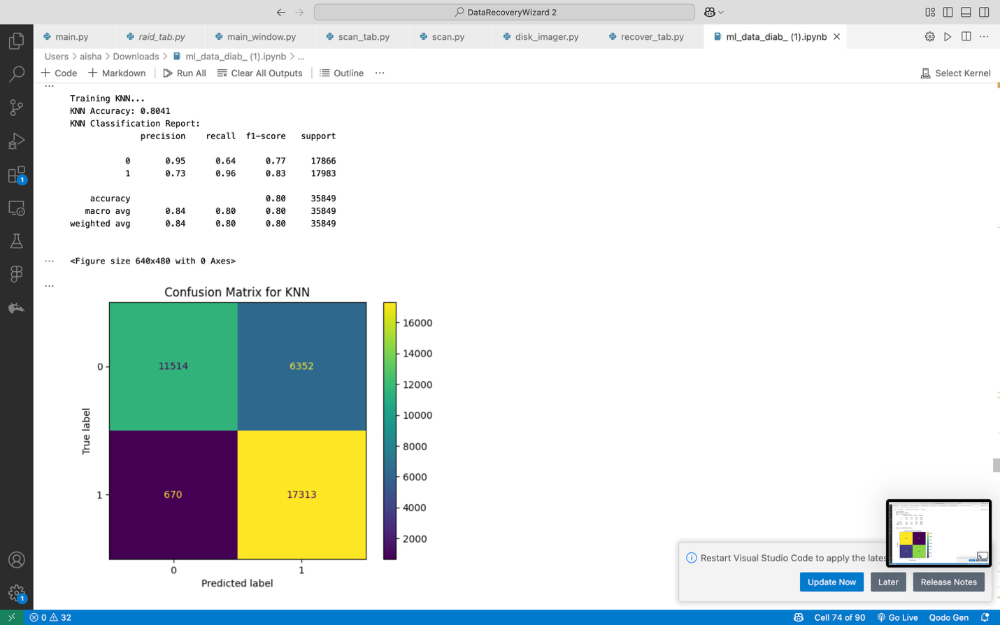 DataRecoveryWizard 2
main.py raid_tab.py main_window.py scan_tab.py scan.py disk_imager.py recover_tab.py ml_data_diab_ (1).ipynb
Users > aisha > Downloads > ml_data_diab_ (1).ipynb > ...
+ Code + Markdown Run All Clear All Outputs Outline ... Select Kernel
...
Training KNN...
KNN Accuracy: 0.8041
KNN Classification Report:
precision recall f1-score support
0 0.95 0.64 0.77 17866
1 0.73 0.96 0.83 17983
accuracy 0.80 35849
macro avg 0.84 0.80 0.80 35849
weighted avg 0.84 0.80 0.80 35849
... <Figure size 640x480 with 0 Axes>
...
Confusion Matrix for KNN
16000
14000
12000
10000
8000
6000
4000
2000
0 11514 6352
True label
1 670 17313
0 1
Predicted label
Restart Visual Studio Code to apply the lates
Update Now Later Release Notes
1
1
0 32 Cell 74 of 90 Go Live Qodo Gen